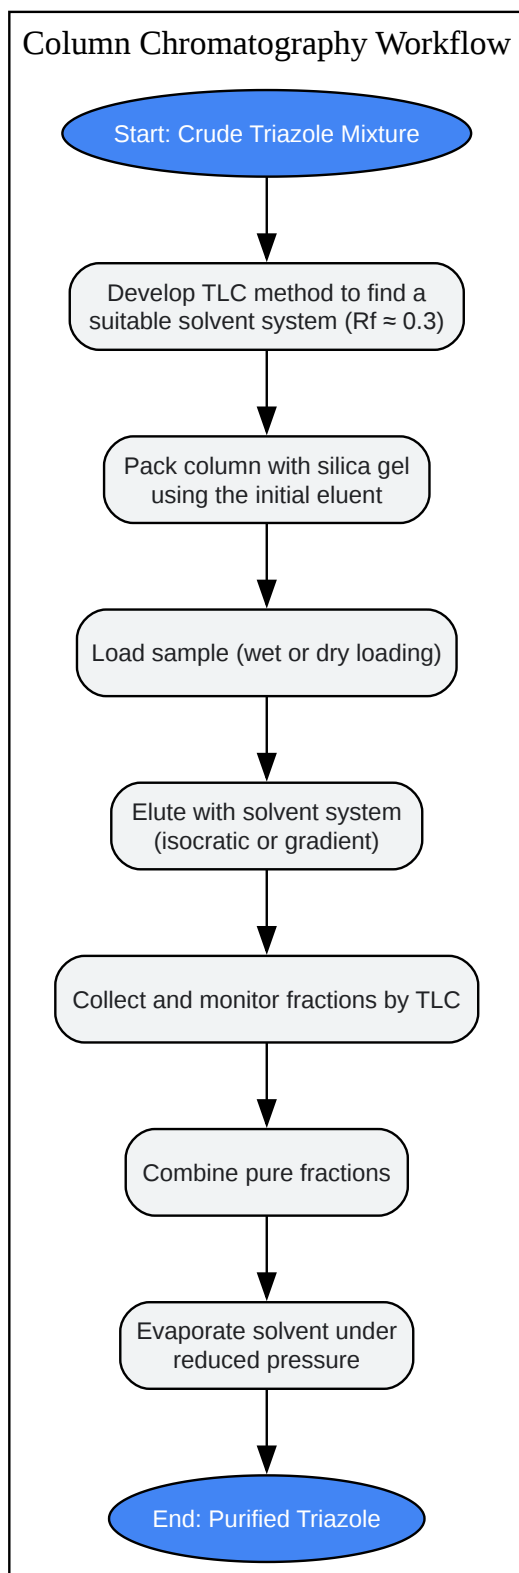 Column Chromatography Workflow
Start: Crude Triazole Mixture
Develop TLC method to find a
suitable solvent system (Rf ≈ 0.3)
Pack column with silica gel
using the initial eluent
Load sample (wet or dry loading)
Elute with solvent system
(isocratic or gradient)
Collect and monitor fractions by TLC
Combine pure fractions
Evaporate solvent under
reduced pressure
End: Purified Triazole